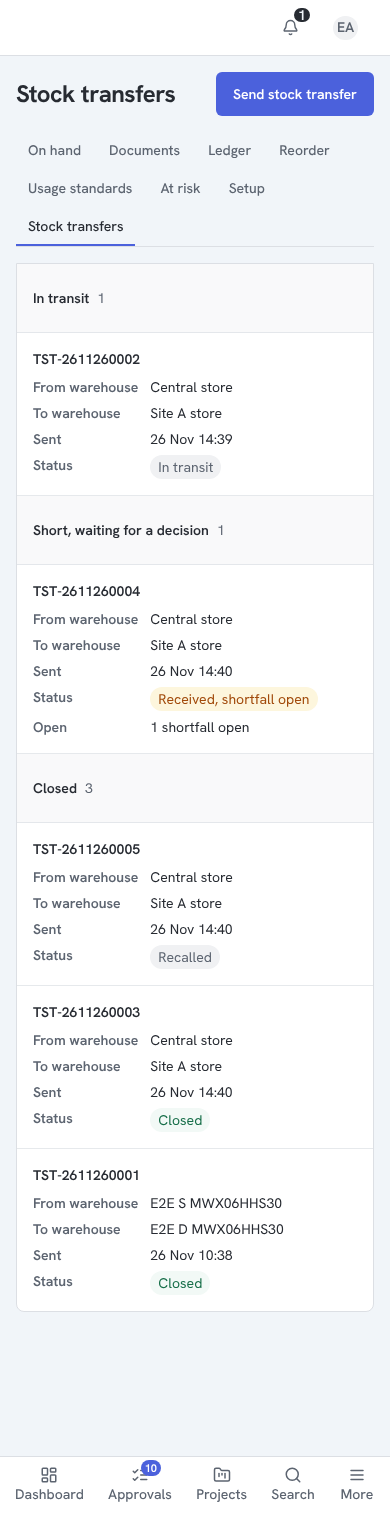 1
EA
Stock transfers
Send stock transfer
On hand Documents Ledger Reorder
Usage standards At risk Setup
Stock transfers
In transit 1
TST-2611260002
From warehouse Central store
To warehouse Site A store
Sent 26 Nov 14:39
Status In transit
Short, waiting for a decision 1
TST-2611260004
From warehouse Central store
To warehouse Site A store
Sent 26 Nov 14:40
Status Received, shortfall open
Open 1 shortfall open
Closed 3
TST-2611260005
From warehouse Central store
To warehouse Site A store
Sent 26 Nov 14:40
Status Recalled
TST-2611260003
From warehouse Central store
To warehouse Site A store
Sent 26 Nov 14:40
Status Closed
TST-2611260001
From warehouse E2E S MWX06HHS30
To warehouse E2E D MWX06HHS30
Sent 26 Nov 10:38
Status Closed
10
Dashboard Approvals Projects Search More